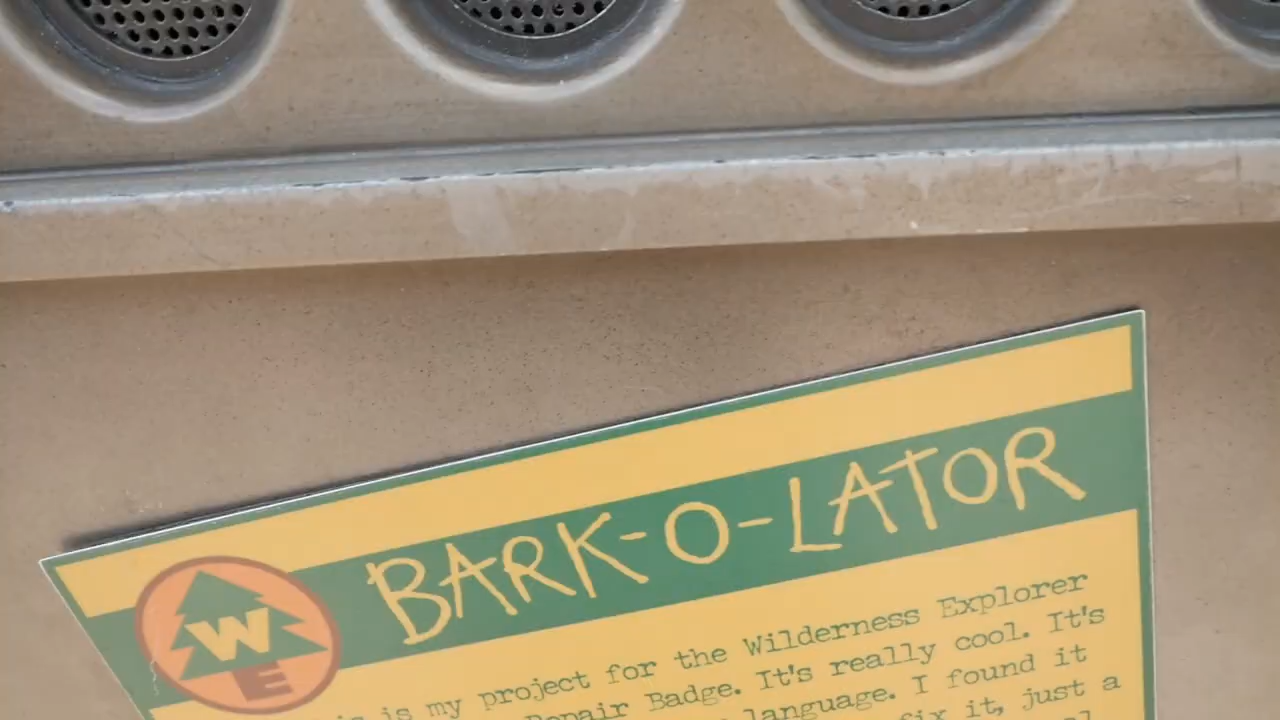 BARK-O-LATOR
W
E
is my project for the Wilderness Explorer
Repair Badge. It's really cool. It's
language. I found it
fix it, just a